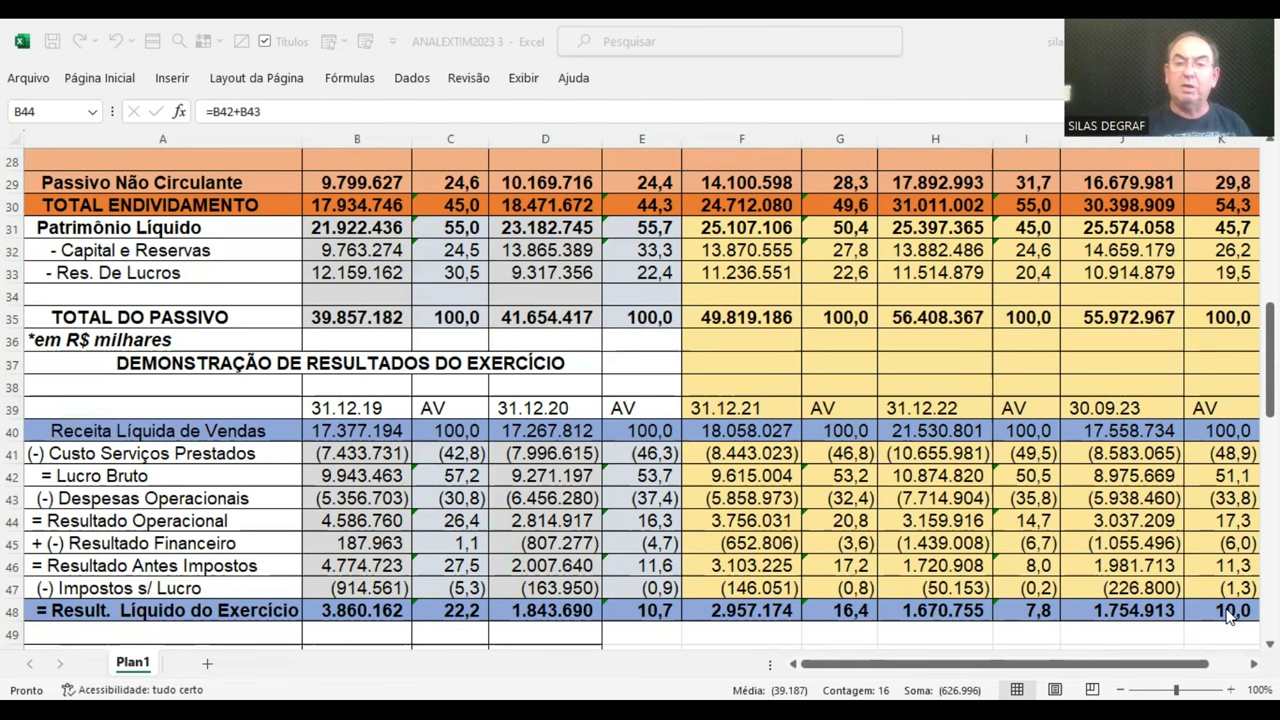 Títulos
ANALEXTIM2023 3 - Excel
Pesquisar
Arquivo Página Inicial Inserir Layout da Página Fórmulas Dados Revisão Exibir Ajuda
B44 fx =B42+B43
SILAS DEGRAF
A B C D E F G H I J K
28
29 Passivo Não Circulante 9.799.627 24,6 10.169.716 24,4 14.100.598 28,3 17.892.993 31,7 16.679.981 29,8
30 TOTAL ENDIVIDAMENTO 17.934.746 45,0 18.471.672 44,3 24.712.080 49,6 31.011.002 55,0 30.398.909 54,3
31 Patrimônio Líquido 21.922.436 55,0 23.182.745 55,7 25.107.106 50,4 25.397.365 45,0 25.574.058 45,7
32 - Capital e Reservas 9.763.274 24,5 13.865.389 33,3 13.870.555 27,8 13.882.486 24,6 14.659.179 26,2
33 - Res. De Lucros 12.159.162 30,5 9.317.356 22,4 11.236.551 22,6 11.514.879 20,4 10.914.879 19,5
34
35 TOTAL DO PASSIVO 39.857.182 100,0 41.654.417 100,0 49.819.186 100,0 56.408.367 100,0 55.972.967 100,0
36 *em R$ milhares
37 DEMONSTRAÇÃO DE RESULTADOS DO EXERCÍCIO
38
39 31.12.19 AV 31.12.20 AV 31.12.21 AV 31.12.22 AV 30.09.23 AV
40 Receita Líquida de Vendas 17.377.194 100,0 17.267.812 100,0 18.058.027 100,0 21.530.801 100,0 17.558.734 100,0
41 (-) Custo Serviços Prestados (7.433.731) (42,8) (7.996.615) (46,3) (8.443.023) (46,8) (10.655.981) (49,5) (8.583.065) (48,9)
42 = Lucro Bruto 9.943.463 57,2 9.271.197 53,7 9.615.004 53,2 10.874.820 50,5 8.975.669 51,1
43 (-) Despesas Operacionais (5.356.703) (30,8) (6.456.280) (37,4) (5.858.973) (32,4) (7.714.904) (35,8) (5.938.460) (33,8)
44 = Resultado Operacional 4.586.760 26,4 2.814.917 16,3 3.756.031 20,8 3.159.916 14,7 3.037.209 17,3
45 + (-) Resultado Financeiro 187.963 1,1 (807.277) (4,7) (652.806) (3,6) (1.439.008) (6,7) (1.055.496) (6,0)
46 = Resultado Antes Impostos 4.774.723 27,5 2.007.640 11,6 3.103.225 17,2 1.720.908 8,0 1.981.713 11,3
47 (-) Impostos s/ Lucro (914.561) (5,3) (163.950) (0,9) (146.051) (0,8) (50.153) (0,2) (226.800) (1,3)
48 = Result. Líquido do Exercício 3.860.162 22,2 1.843.690 10,7 2.957.174 16,4 1.670.755 7,8 1.754.913 10,0
49
Plan1
Pronto Acessibilidade: tudo certo Média: (39.187) Contagem: 16 Soma: (626.996) 100%